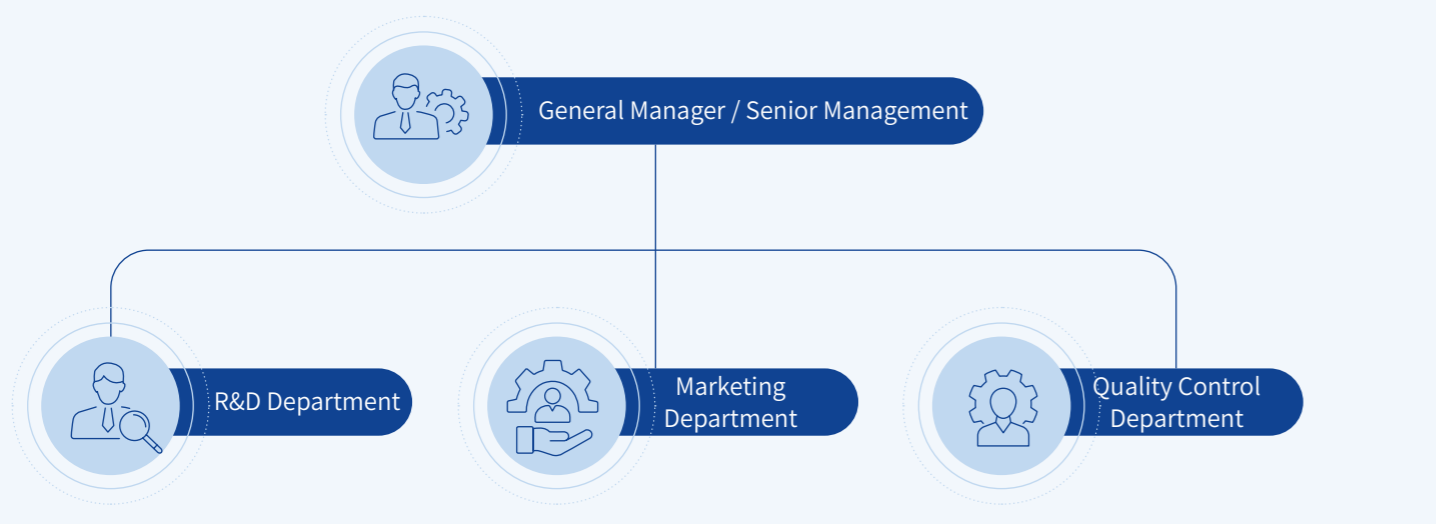 General Manager / Senior Management
R&D Department
Marketing
Department
Quality Control
Department